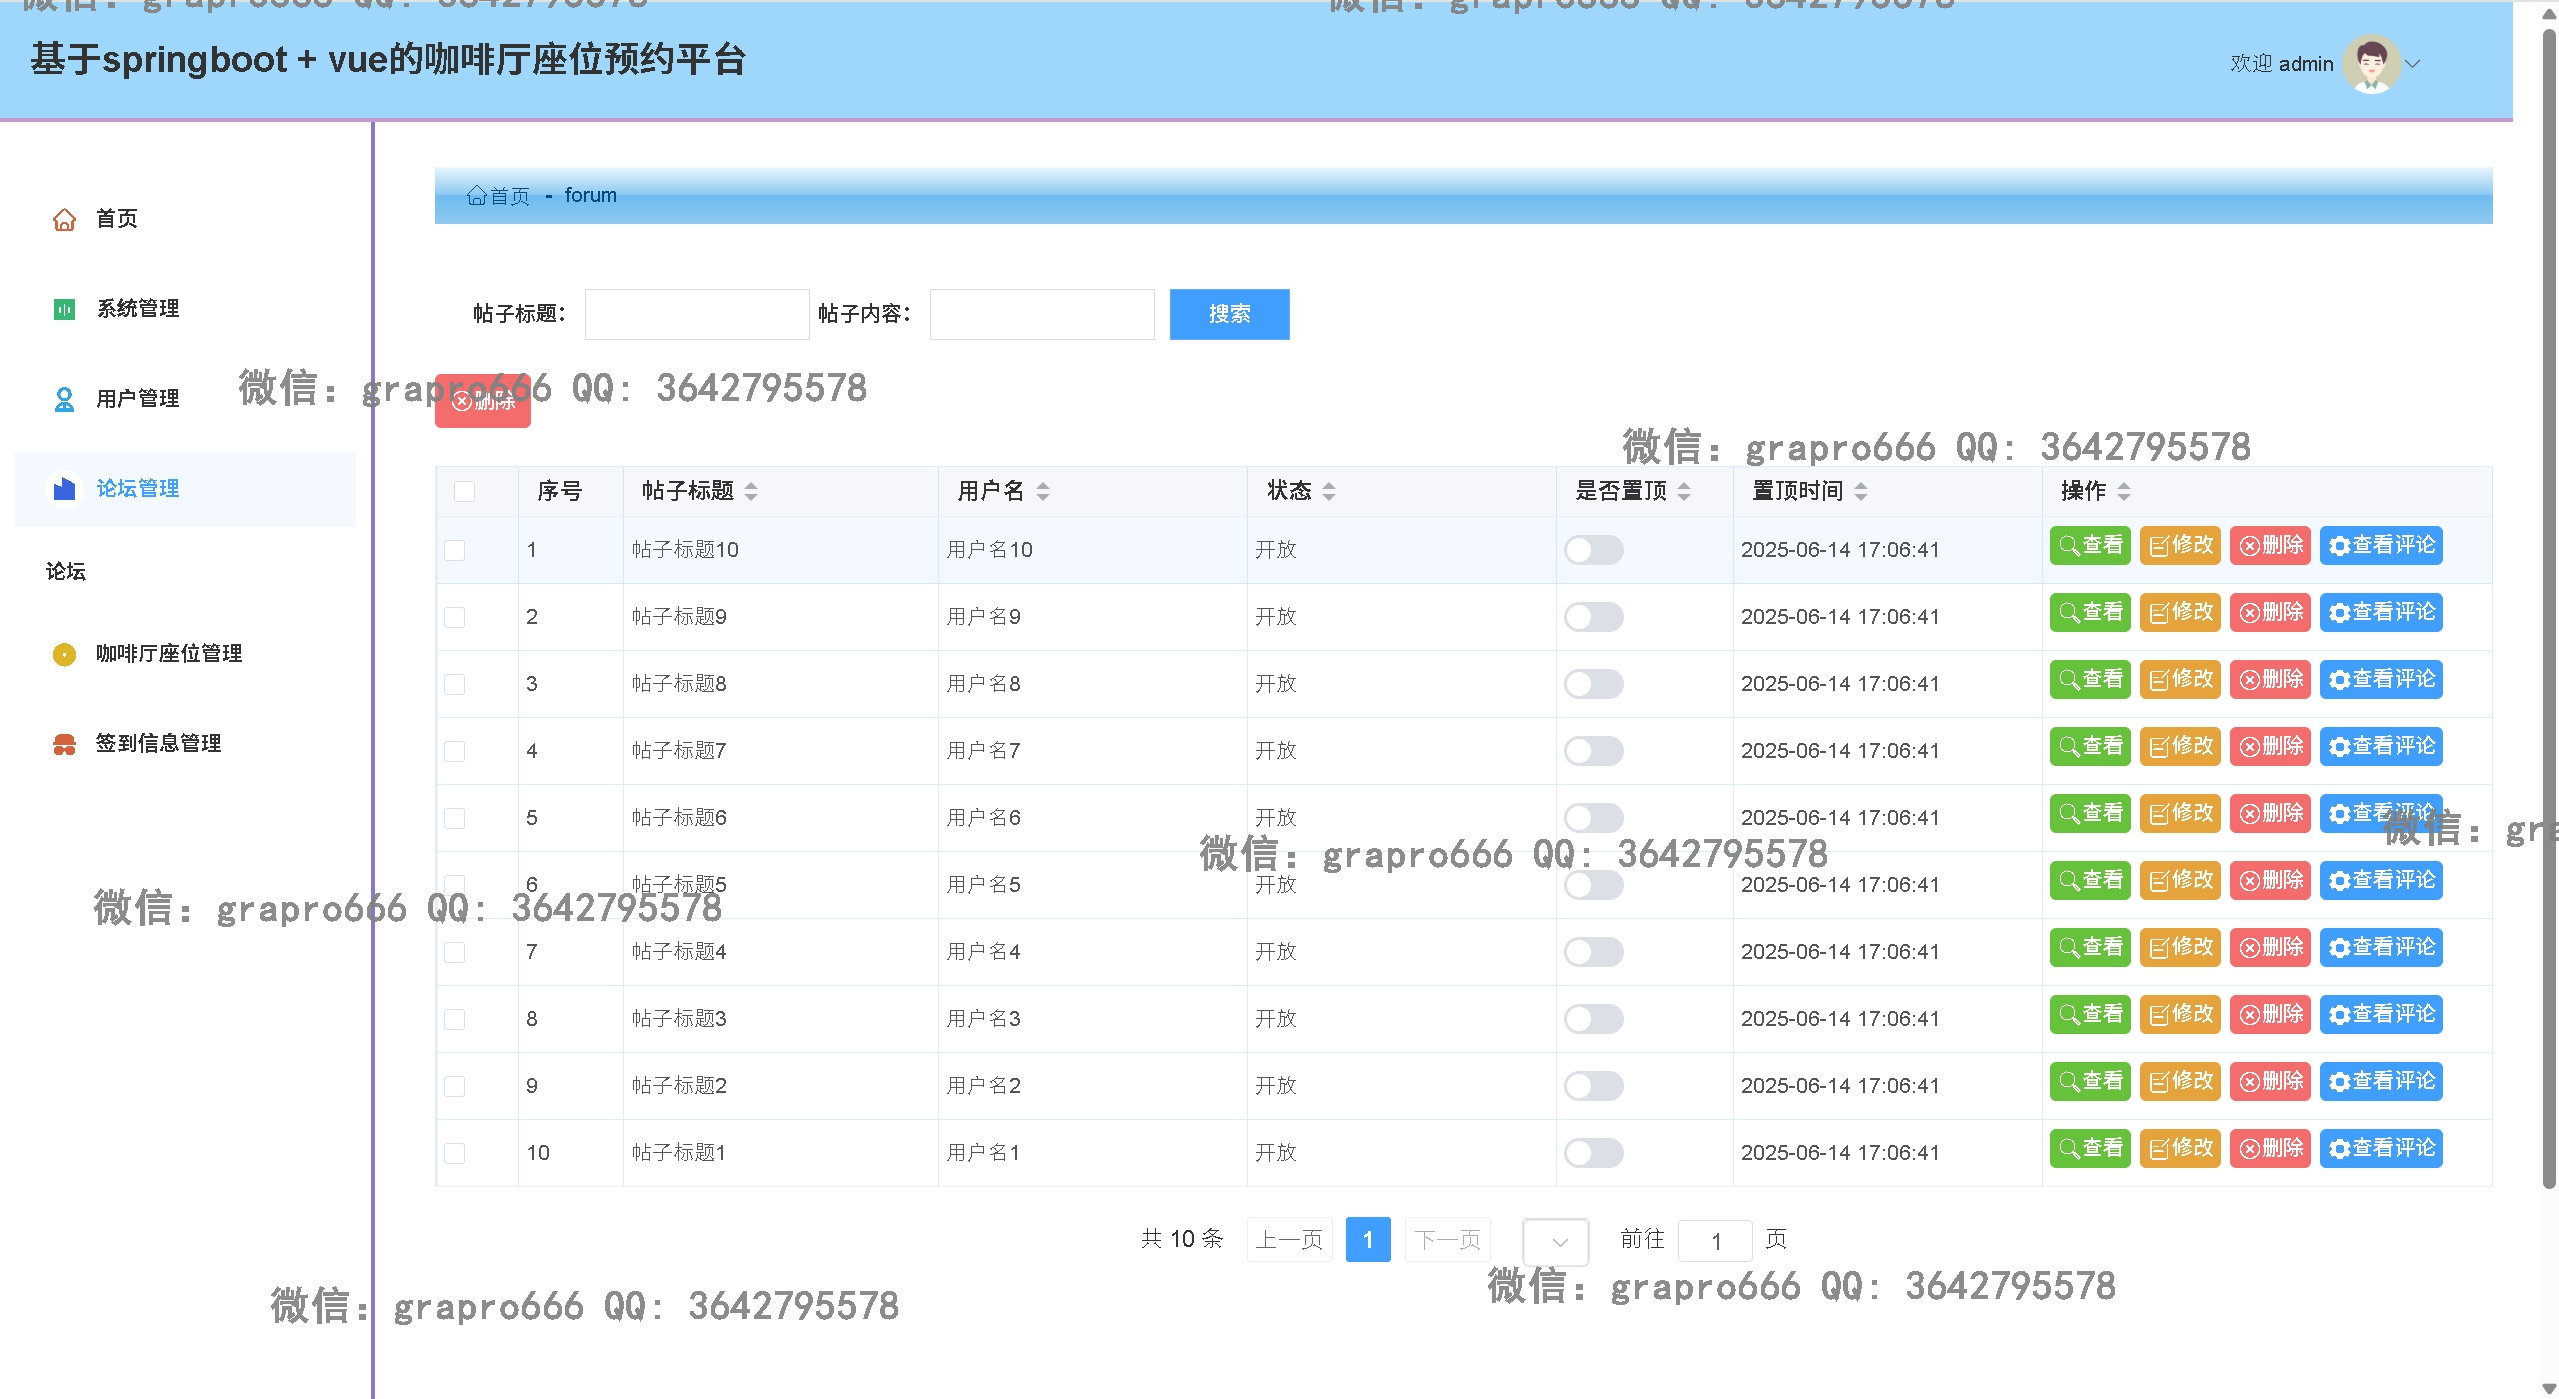 微信：grapro666 QQ: 3642795578
微信：grapro666 QQ: 3642795578
基于springboot + vue的咖啡厅座位预约平台
欢迎 admin
首页 - forum
首页
系统管理
用户管理
论坛管理
论坛
咖啡厅座位管理
签到信息管理
帖子标题： 帖子内容： 搜索
微信：grapro666 QQ: 3642795578
删除
微信：grapro666 QQ: 3642795578
序号 帖子标题 用户名 状态 是否置顶 置顶时间 操作
1 帖子标题10 用户名10 开放 2025-06-14 17:06:41 查看 修改 删除 查看评论
2 帖子标题9 用户名9 开放 2025-06-14 17:06:41 查看 修改 删除 查看评论
3 帖子标题8 用户名8 开放 2025-06-14 17:06:41 查看 修改 删除 查看评论
4 帖子标题7 用户名7 开放 2025-06-14 17:06:41 查看 修改 删除 查看评论
5 帖子标题6 用户名6 开放 2025-06-14 17:06:41 查看 修改 删除 查看评论
微信：gra
微信：grapro666 QQ: 3642795578
6 帖子标题5 用户名5 开放 2025-06-14 17:06:41 查看 修改 删除 查看评论
微信：grapro666 QQ: 3642795578
7 帖子标题4 用户名4 开放 2025-06-14 17:06:41 查看 修改 删除 查看评论
8 帖子标题3 用户名3 开放 2025-06-14 17:06:41 查看 修改 删除 查看评论
9 帖子标题2 用户名2 开放 2025-06-14 17:06:41 查看 修改 删除 查看评论
10 帖子标题1 用户名1 开放 2025-06-14 17:06:41 查看 修改 删除 查看评论
共 10 条 上一页 1 下一页 前往 1 页
微信：grapro666 QQ: 3642795578
微信：grapro666 QQ: 3642795578